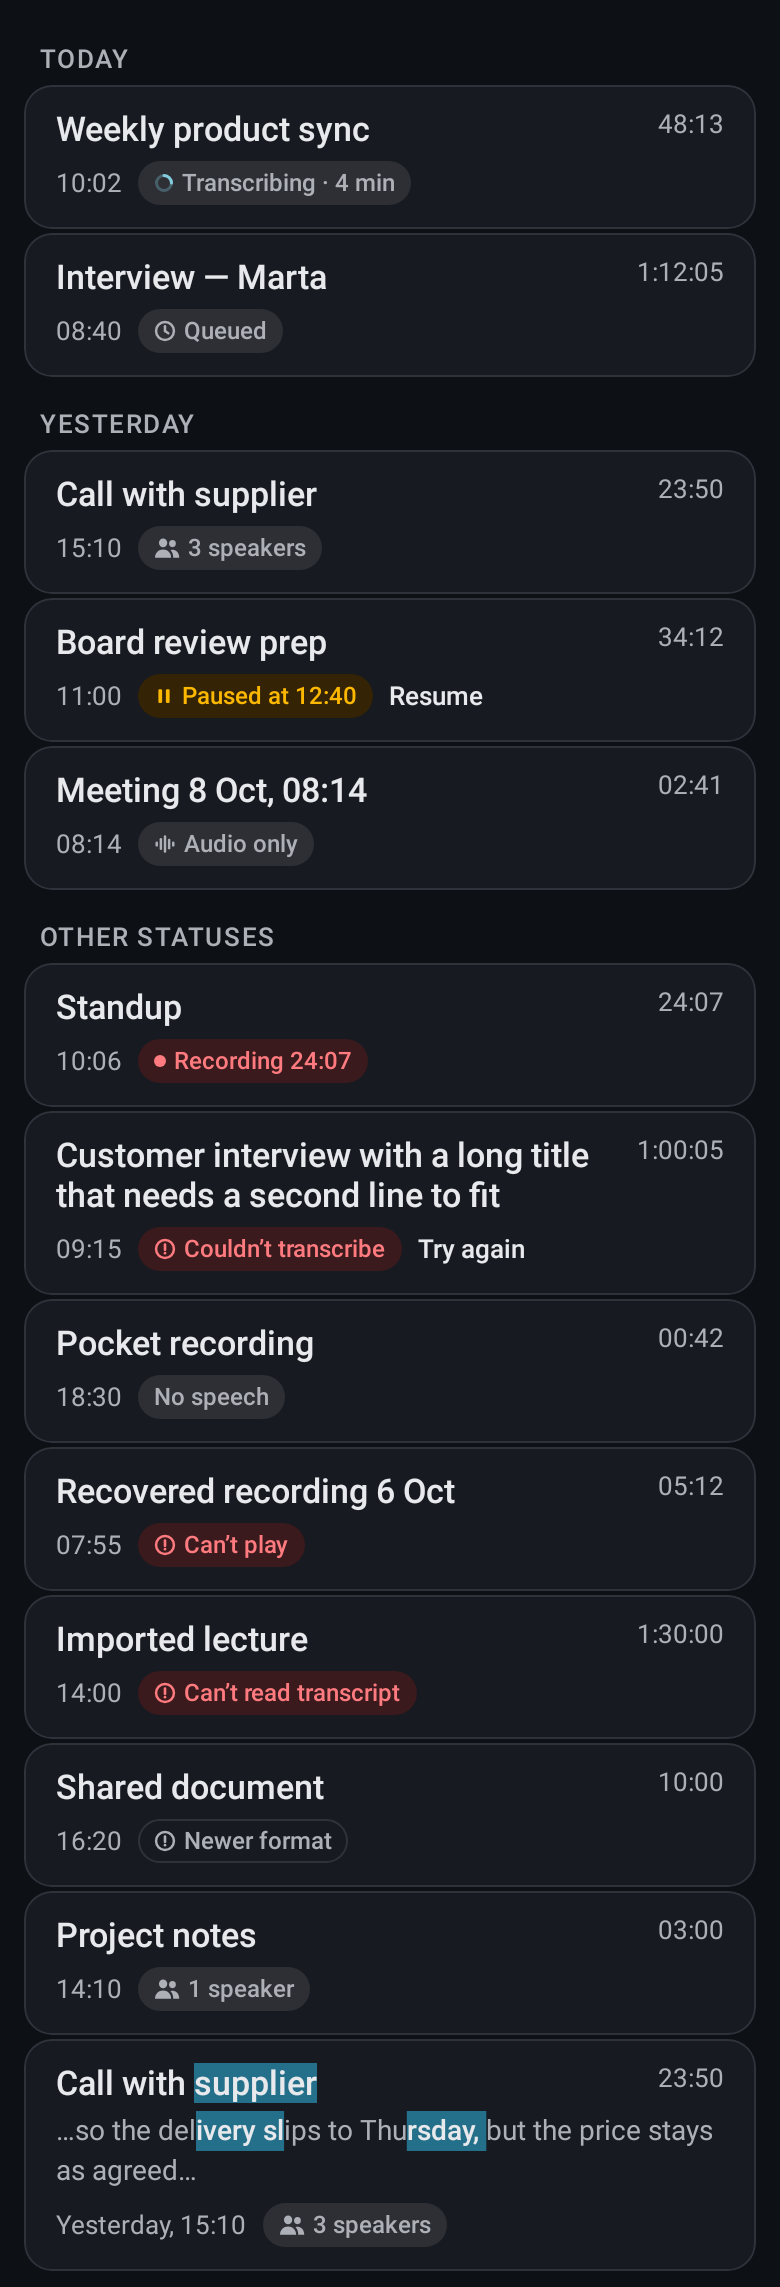 TODAY
Weekly product sync 48:13
10:02 Transcribing · 4 min
Interview — Marta 1:12:05
08:40 Queued
YESTERDAY
Call with supplier 23:50
15:10 3 speakers
Board review prep 34:12
11:00 Paused at 12:40 Resume
Meeting 8 Oct, 08:14 02:41
08:14 Audio only
OTHER STATUSES
Standup 24:07
10:06 Recording 24:07
Customer interview with a long title 1:00:05
that needs a second line to fit
09:15 Couldn’t transcribe Try again
Pocket recording 00:42
18:30 No speech
Recovered recording 6 Oct 05:12
07:55 Can’t play
Imported lecture 1:30:00
14:00 Can’t read transcript
Shared document 10:00
16:20 Newer format
Project notes 03:00
14:10 1 speaker
Call with supplier 23:50
…so the delivery slips to Thursday, but the price stays
as agreed…
Yesterday, 15:10 3 speakers